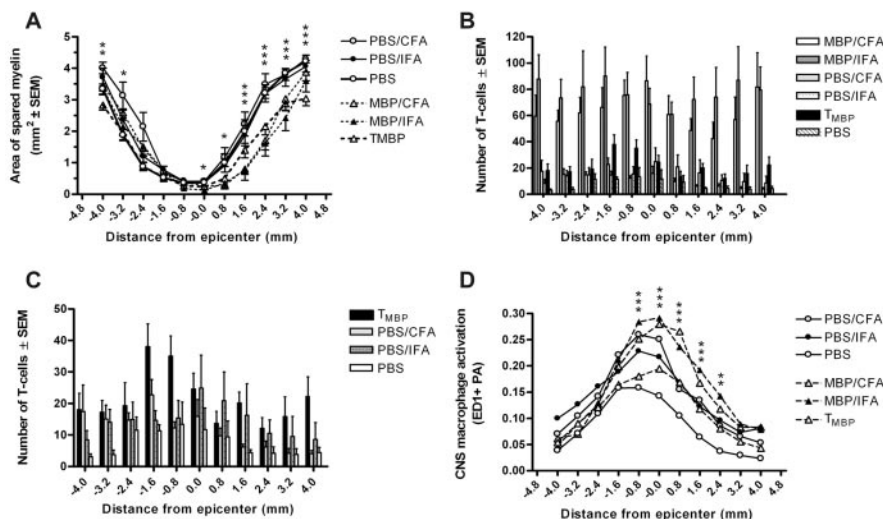 A
Area of spared myelin
(mm² ± SEM)
5
4
3
2
1
0
** * * * *** *** *** ***
-4.8 -4.0 -3.2 -2.4 -1.6 -0.8 0.0 0.8 1.6 2.4 3.2 4.0 4.8
Distance from epicenter (mm)
PBS/CFA
PBS/IFA
PBS
MBP/CFA
MBP/IFA
TMBP
B
Number of T-cells ± SEM
120
100
80
60
40
20
0
-4.0 -3.2 -2.4 -1.6 -0.8 0.0 0.8 1.6 2.4 3.2 4.0
Distance from epicenter (mm)
MBP/CFA
MBP/IFA
PBS/CFA
PBS/IFA
TMBP
PBS
C
Number of T-cells ± SEM
50
40
30
20
10
0
-4.0 -3.2 -2.4 -1.6 -0.8 0.0 0.8 1.6 2.4 3.2 4.0
Distance from epicenter (mm)
TMBP
PBS/CFA
PBS/IFA
PBS
D
CNS macrophage activation
(ED1+ PA)
0.30
0.25
0.20
0.15
0.10
0.05
0.00
*** *** *** *** **
-4.8 -4.0 -3.2 -2.4 -1.6 -0.8 -0.0 0.8 1.6 2.4 3.2 4.0 4.8
Distance from epicenter (mm)
PBS/CFA
PBS/IFA
PBS
MBP/CFA
MBP/IFA
TMBP